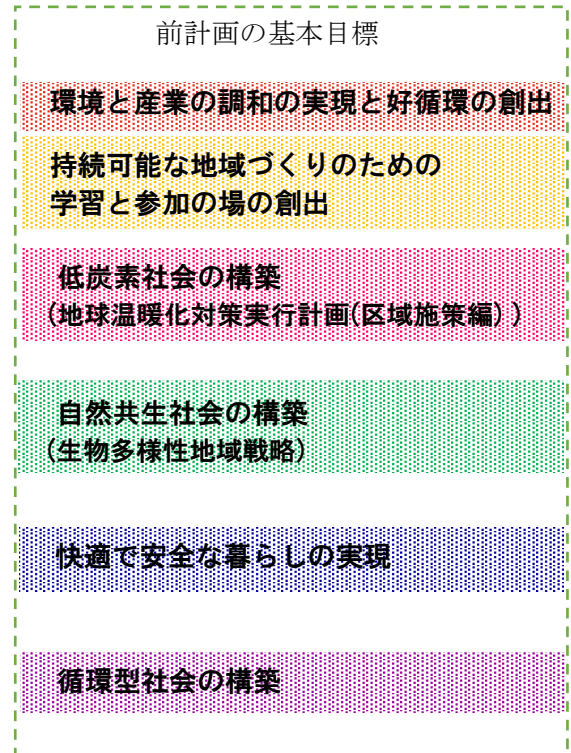 前計画の基本目標
環境と産業の調和の実現と好循環の創出
持続可能な地域づくりのための
学習と参加の場の創出
低炭素社会の構築
(地球温暖化対策実行計画(区域施策編))
自然共生社会の構築
(生物多様性地域戦略)
快適で安全な暮らしの実現
循環型社会の構築